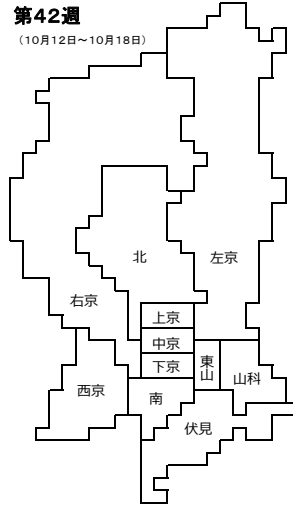 第42週
（10月12日～10月18日）
北
左京
右京
上京
中京
下京
東山
山科
西京
南
伏見